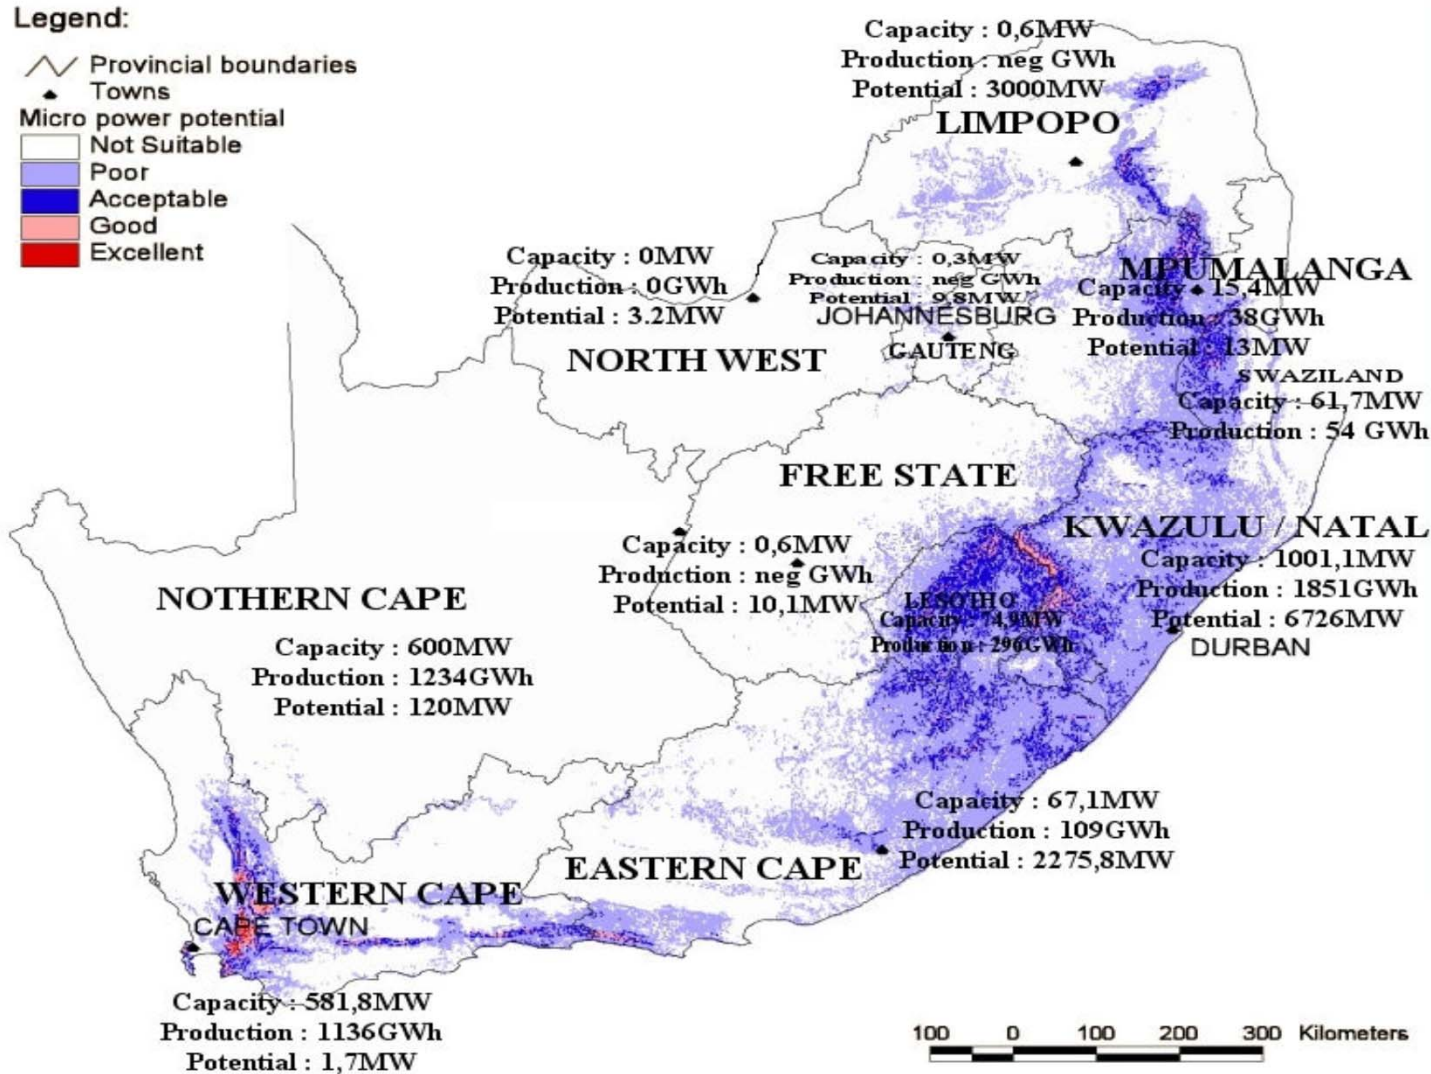 Legend:
Provincial boundaries
Towns
Micro power potential
Not Suitable
Poor
Acceptable
Good
Excellent
Capacity : 0,6MW
Production : neg GWh
Potential : 3000MW
LIMPOPO
Capacity : 0MW
Production : 0GWh
Potential : 3.2MW
NORTH WEST
Capacity : 0,3MW
Production : neg GWh
Potential : 9,8MW
JOHANNESBURG
GAUTENG
MPUMALANGA
Capacity : 15,4MW
Production : 38GWh
Potential : 13MW
SWAZILAND
Capacity : 61,7MW
Production : 54 GWh
FREE STATE
Capacity : 0,6MW
Production : neg GWh
Potential : 10,1MW
KWAZULU / NATAL
Capacity : 1001,1MW
Production : 1851GWh
Potential : 6726MW
DURBAN
LESOTHO
Capacity : 74,9MW
Production : 296GWh
NOTHERN CAPE
Capacity : 600MW
Production : 1234GWh
Potential : 120MW
Capacity : 67,1MW
Production : 109GWh
Potential : 2275,8MW
EASTERN CAPE
WESTERN CAPE
CAPE TOWN
Capacity : 581,8MW
Production : 1136GWh
Potential : 1,7MW
100 0 100 200 300 Kilometers